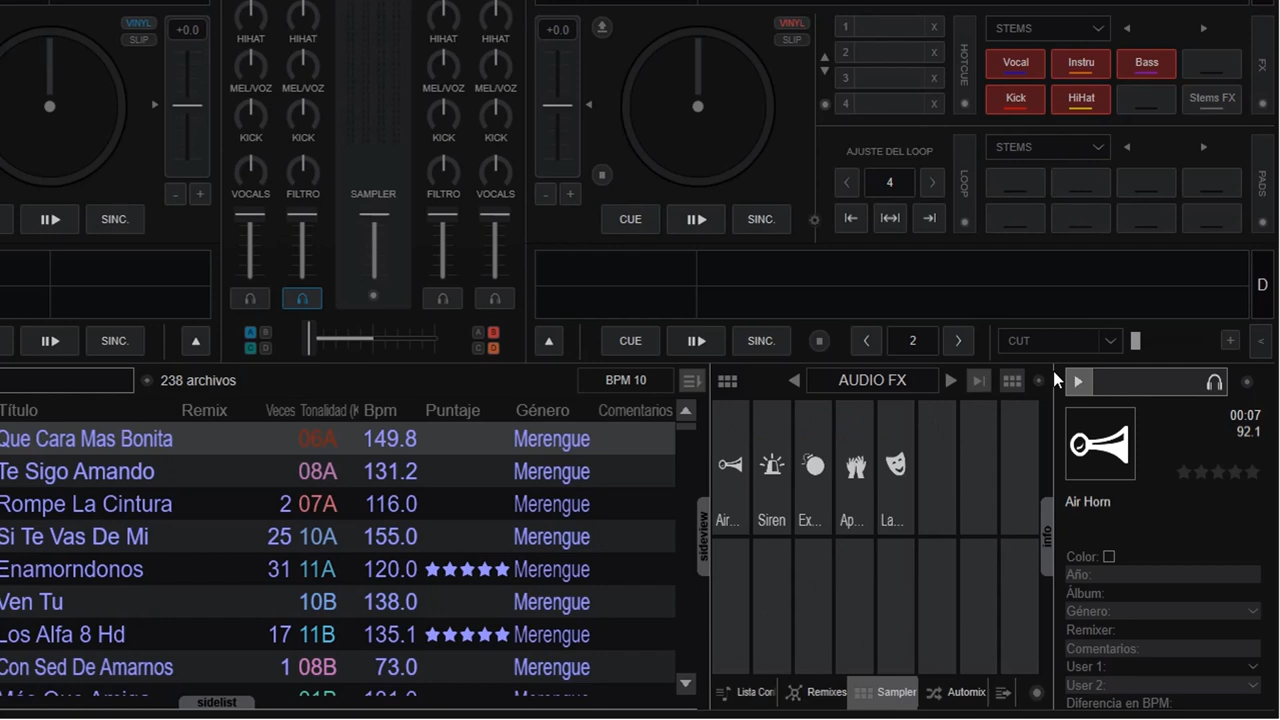 VINYL
SLIP
+0.0
HIHAT HIHAT HIHAT HIHAT
MEL/VOZ MEL/VOZ MEL/VOZ MEL/VOZ
KICK KICK KICK KICK
VOCALS FILTRO SAMPLER FILTRO VOCALS
- +
SINC.
SINC.
A B
C D
A B
C D
+0.0
VINYL
SLIP
- +
CUE SINC.
1 X
2 X
3 X
4 X
HOTCUE
STEMS
Vocal Instru Bass
Kick HiHat Stems FX
FX
AJUSTE DEL LOOP
4
LOOP
STEMS
PADS
D
CUE SINC. 2 CUT + <
238 archivos BPM 10
Título Remix Veces Tonalidad (K Bpm Puntaje Género Comentarios
Que Cara Mas Bonita 06A 149.8 Merengue
Te Sigo Amando 08A 131.2 Merengue
Rompe La Cintura 2 07A 116.0 Merengue
Si Te Vas De Mi 25 10A 155.0 Merengue
Enamorndonos 31 11A 120.0 Merengue
Ven Tu 10B 138.0 Merengue
Los Alfa 8 Hd 17 11B 135.1 Merengue
Con Sed De Amarnos 1 08B 73.0 Merengue
sidelist
sideview
AUDIO FX
Air... Siren Ex... Ap... La...
Lista Con Remixes Sampler Automix
info
00:07
92.1
Air Horn
Color:
Año:
Álbum:
Género:
Remixer:
Comentarios:
User 1:
User 2:
Diferencia en BPM: